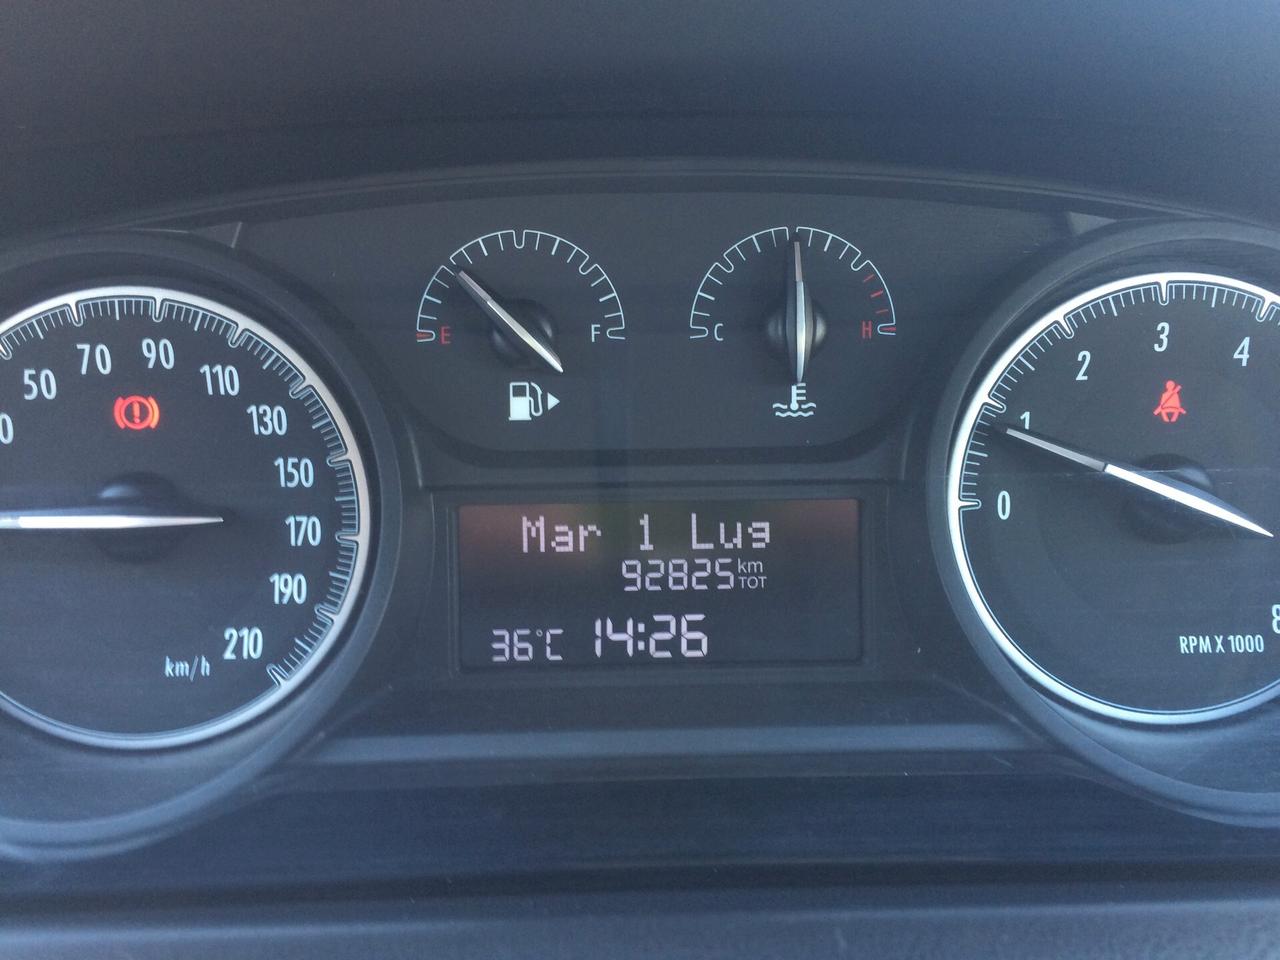 E F
C H
50 70 90 110 130 150 170 190 210
km/h
Mar 1 Lug
92825 km TOT
36°C 14:26
0 1 2 3 4
RPM X 1000